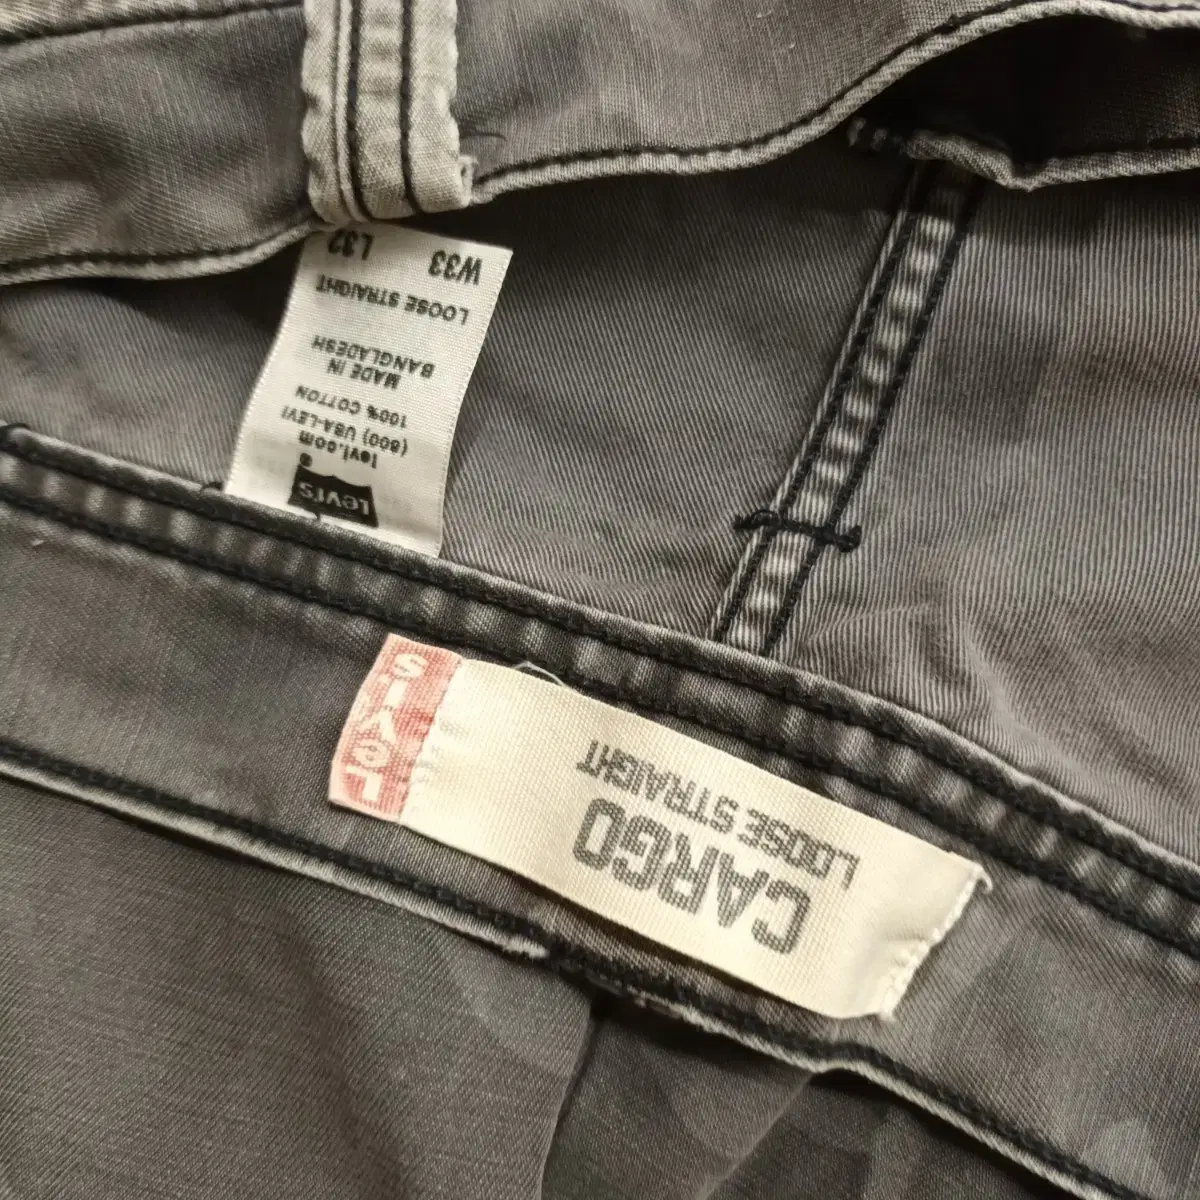 Levi's
®
levi.com
(800) USA-LEVI
100% COTTON
MADE IN
BANGLADESH
LOOSE STRAIGHT
W33 L32
LEVI'S
CARGO
LOOSE STRAIGHT